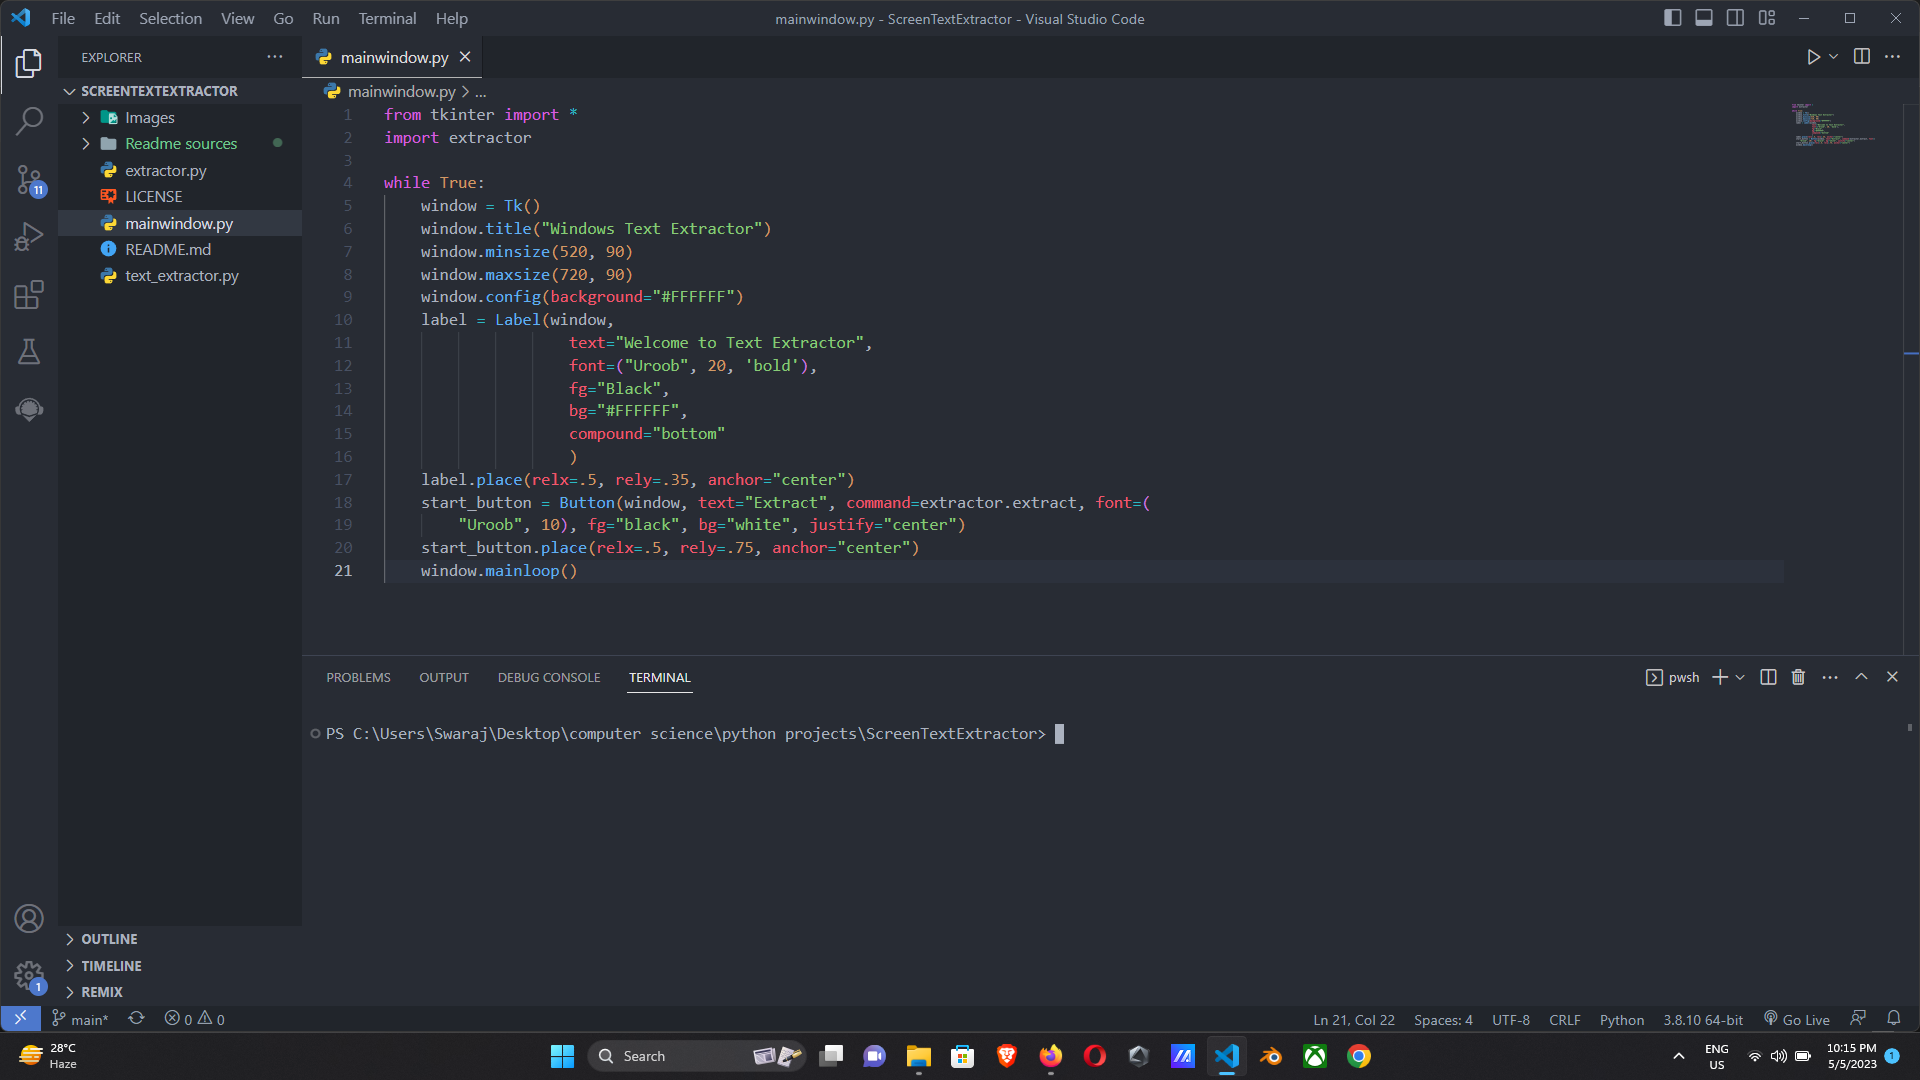 File Edit Selection View Go Run Terminal Help
mainwindow.py - ScreenTextExtractor - Visual Studio Code
EXPLORER
mainwindow.py
SCREENTEXTEXTRACTOR
Images
Readme sources
extractor.py
LICENSE
mainwindow.py
README.md
text_extractor.py
11
mainwindow.py > ...
1 from tkinter import *
2 import extractor
3
4 while True:
5     window = Tk()
6     window.title("Windows Text Extractor")
7     window.minsize(520, 90)
8     window.maxsize(720, 90)
9     window.config(background="#FFFFFF")
10     label = Label(window,
11                     text="Welcome to Text Extractor",
12                     font=("Uroob", 20, 'bold'),
13                     fg="Black",
14                     bg="#FFFFFF",
15                     compound="bottom"
16                     )
17     label.place(relx=.5, rely=.35, anchor="center")
18     start_button = Button(window, text="Extract", command=extractor.extract, font=(
19         "Uroob", 10), fg="black", bg="white", justify="center")
20     start_button.place(relx=.5, rely=.75, anchor="center")
21     window.mainloop()
PROBLEMS OUTPUT DEBUG CONSOLE TERMINAL
pwsh
PS C:\Users\Swaraj\Desktop\computer science\python projects\ScreenTextExtractor>
OUTLINE
TIMELINE
REMIX
1
main* 0 0
Ln 21, Col 22 Spaces: 4 UTF-8 CRLF Python 3.8.10 64-bit Go Live
28°C
Haze
Search
ENG
US
10:15 PM
5/5/2023
1